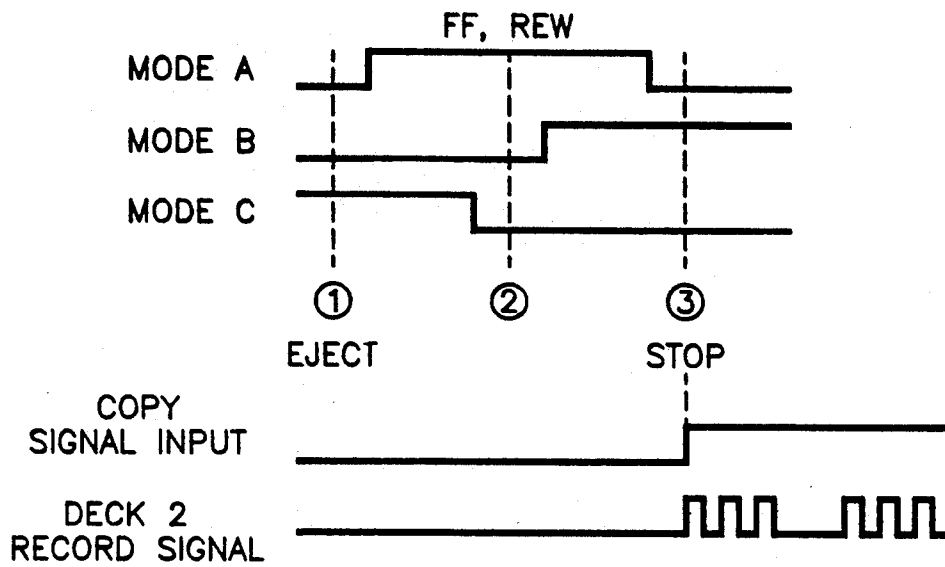 FF, REW
MODE A
MODE B
MODE C
① ② ③
EJECT STOP
COPY
SIGNAL INPUT
DECK 2
RECORD SIGNAL